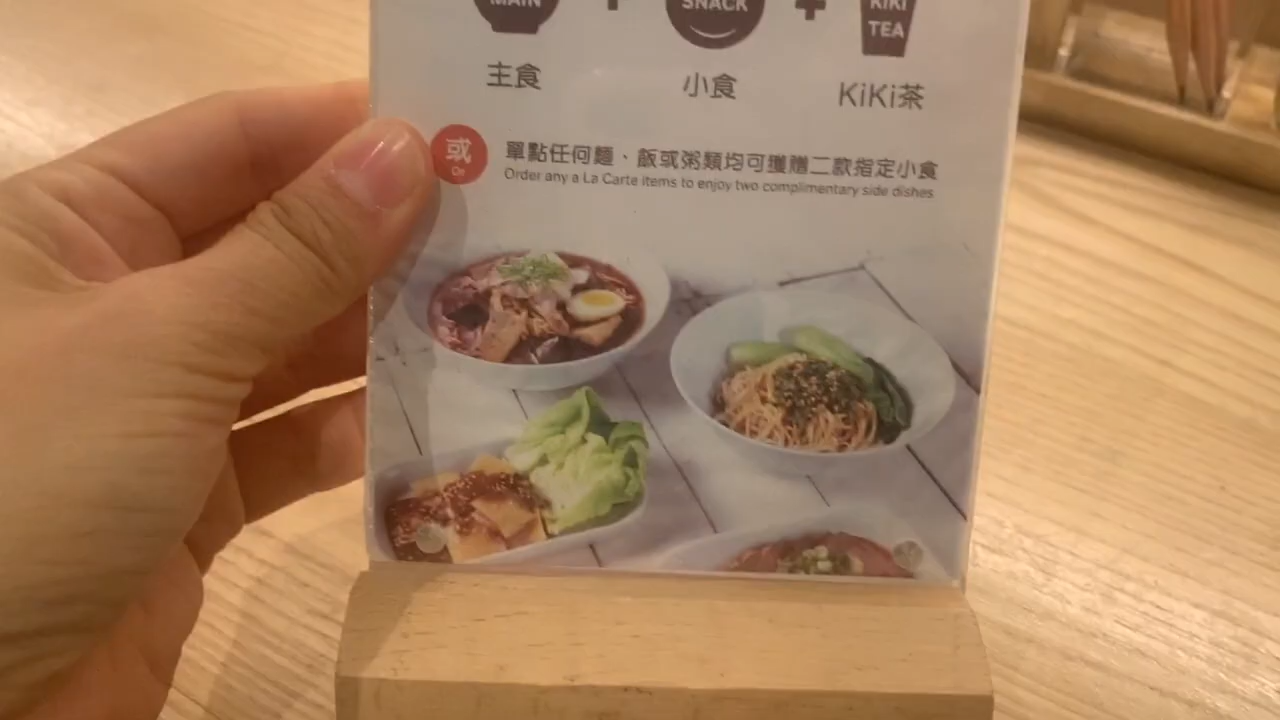 MAIN + SNACK + KiKi TEA
主食 小食 KiKi茶
或 單點任何麵、飯或粥類均可獲贈二款指定小食
Or Order any a La Carte items to enjoy two complimentary side dishes